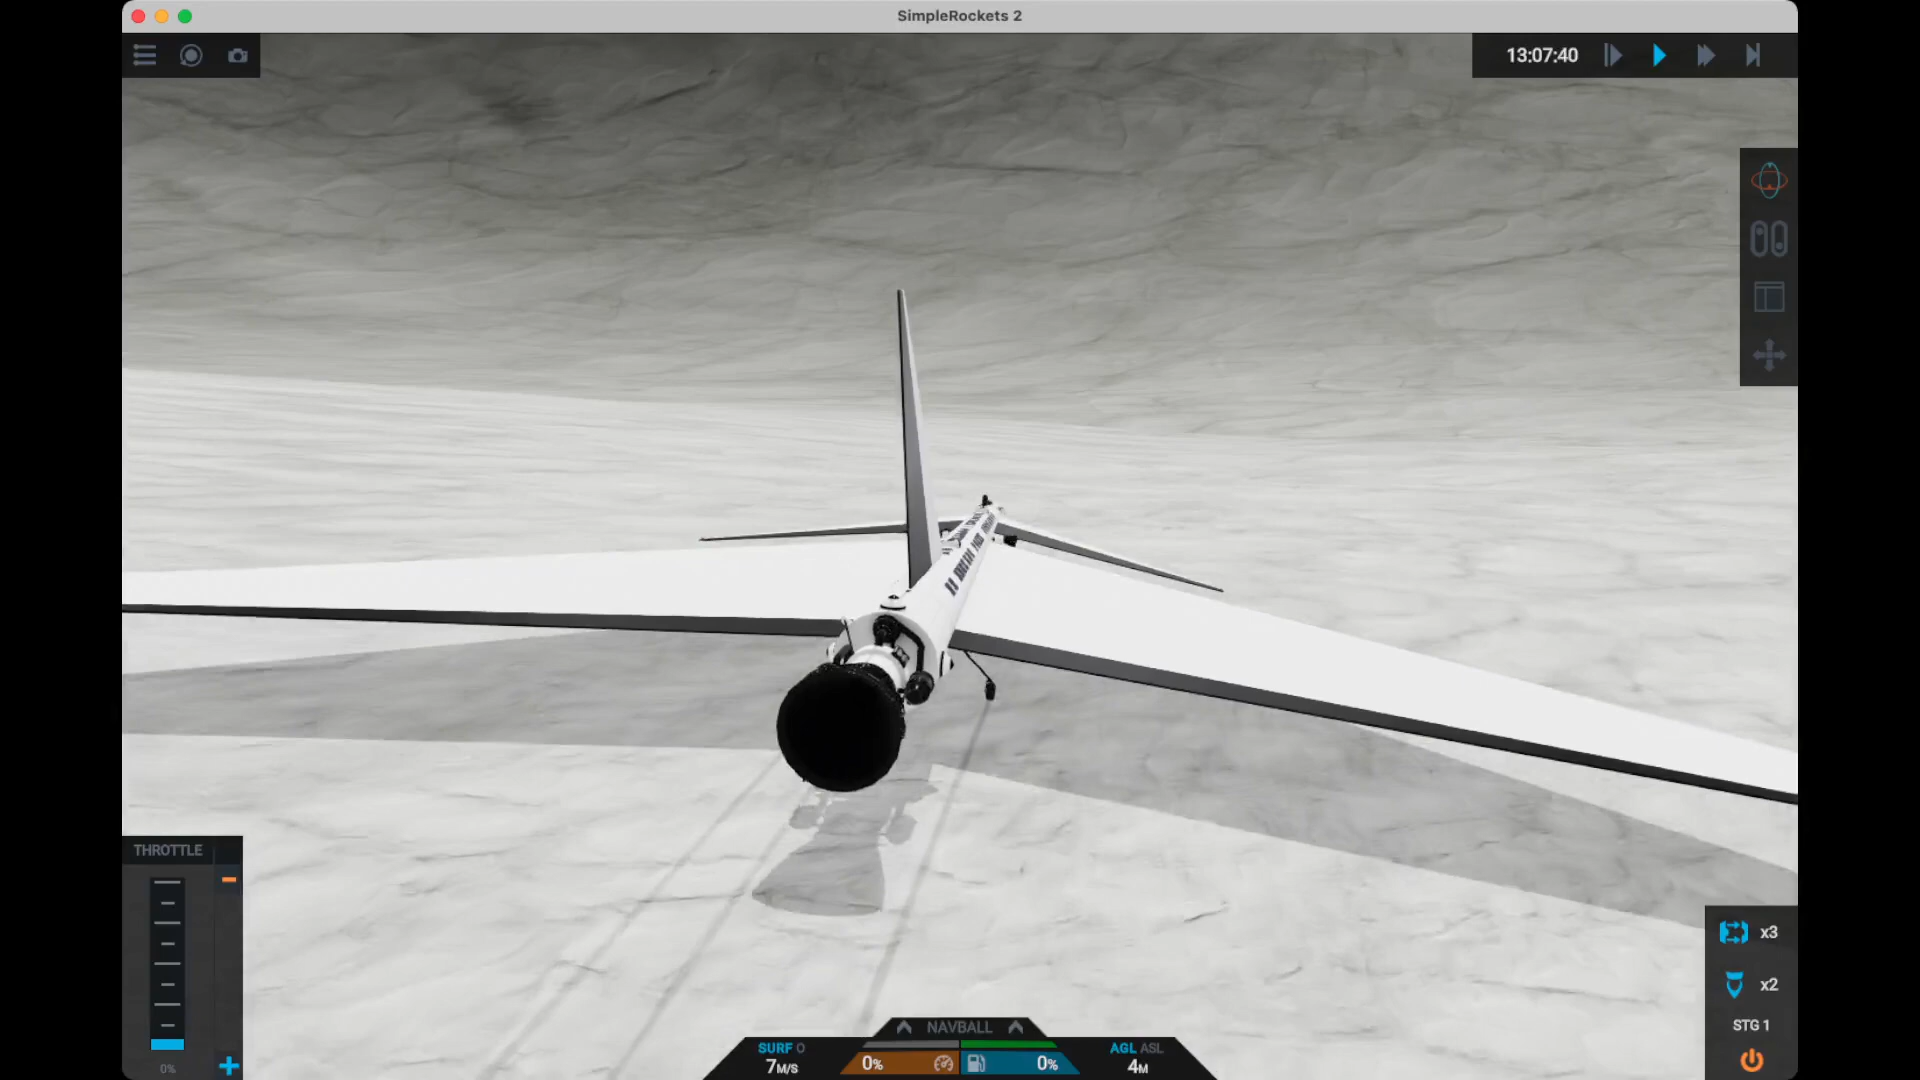 SimpleRockets 2
13:07:40
THROTTLE
0%
x3
x2
STG 1
NAVBALL
SURF O
7M/S
0%
0%
AGL ASL
4M